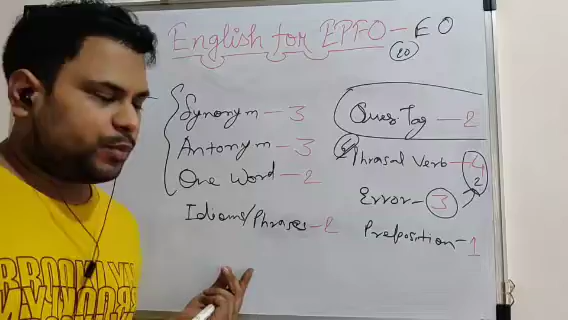 English for EPFO - EO
20
Synonym - 3
Antonym - 3
One Word - 2
Idioms/Phrases - 2
Ques Tag - 2
Phrasal Verb - 4
2
Error - 3
Preposition - 1
BROOKLYN